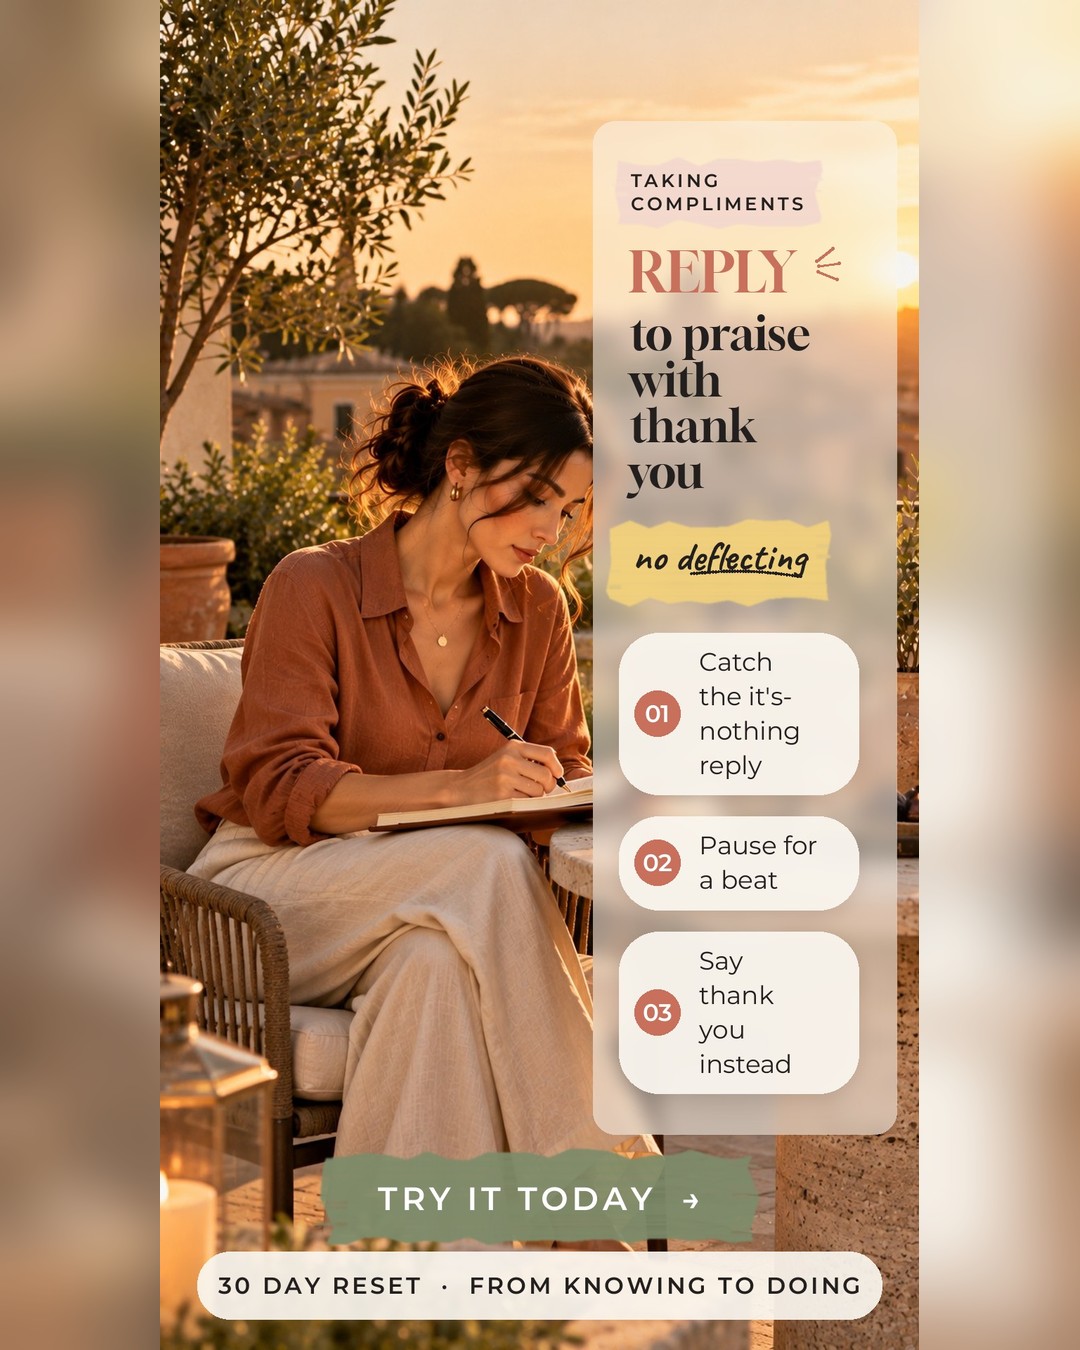 TAKING
COMPLIMENTS
REPLY
to praise
with
thank
you
no deflecting
01
Catch
the it's-
nothing
reply
02
Pause for
a beat
03
Say
thank
you
instead
TRY IT TODAY →
30 DAY RESET · FROM KNOWING TO DOING